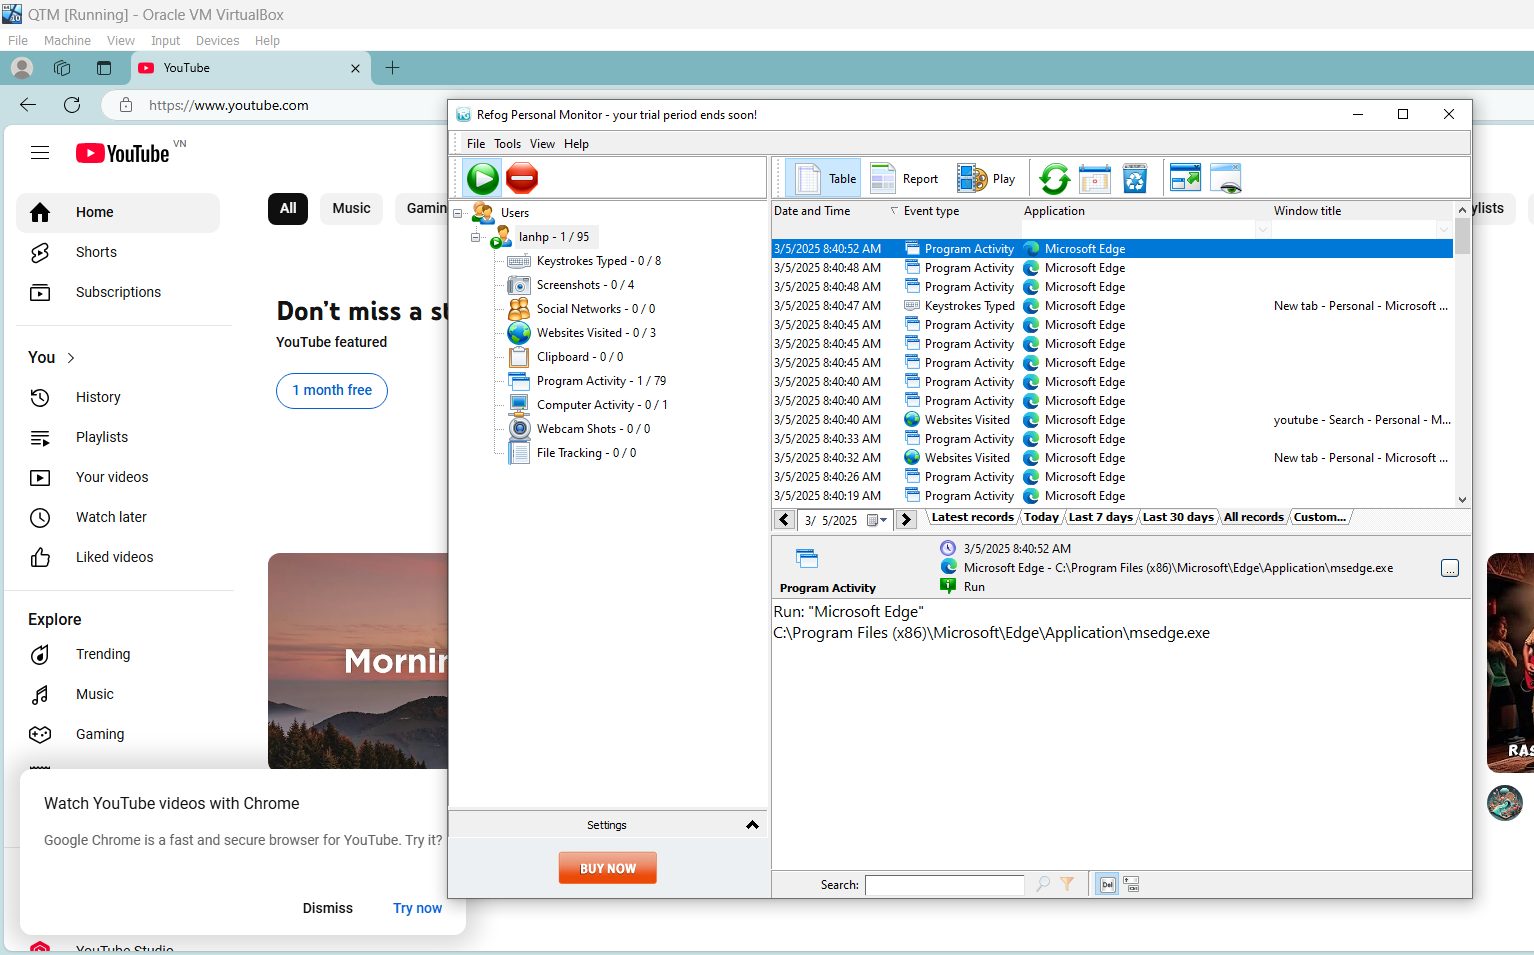 QTM [Running] - Oracle VM VirtualBox
File Machine View Input Devices Help
YouTube
https://www.youtube.com
YouTube VN
Home
Shorts
Subscriptions
You
History
Playlists
Your videos
Watch later
Liked videos
Explore
Trending
Music
Gaming
All Music Gamin
Don't miss a st
YouTube featured
1 month free
Mornin
Watch YouTube videos with Chrome
Google Chrome is a fast and secure browser for YouTube. Try it?
Dismiss Try now
YouTube Studio
Refog Personal Monitor - your trial period ends soon!
File Tools View Help
Table Report Play
Users
lanhp - 1 / 95
Keystrokes Typed - 0 / 8
Screenshots - 0 / 4
Social Networks - 0 / 0
Websites Visited - 0 / 3
Clipboard - 0 / 0
Program Activity - 1 / 79
Computer Activity - 0 / 1
Webcam Shots - 0 / 0
File Tracking - 0 / 0
Settings
BUY NOW
Date and Time Event type Application Window title
3/5/2025 8:40:52 AM Program Activity Microsoft Edge
3/5/2025 8:40:48 AM Program Activity Microsoft Edge
3/5/2025 8:40:48 AM Program Activity Microsoft Edge
3/5/2025 8:40:47 AM Keystrokes Typed Microsoft Edge New tab - Personal - Microsoft ...
3/5/2025 8:40:45 AM Program Activity Microsoft Edge
3/5/2025 8:40:45 AM Program Activity Microsoft Edge
3/5/2025 8:40:45 AM Program Activity Microsoft Edge
3/5/2025 8:40:40 AM Program Activity Microsoft Edge
3/5/2025 8:40:40 AM Program Activity Microsoft Edge
3/5/2025 8:40:40 AM Websites Visited Microsoft Edge youtube - Search - Personal - M...
3/5/2025 8:40:33 AM Program Activity Microsoft Edge
3/5/2025 8:40:32 AM Websites Visited Microsoft Edge New tab - Personal - Microsoft ...
3/5/2025 8:40:26 AM Program Activity Microsoft Edge
3/5/2025 8:40:19 AM Program Activity Microsoft Edge
3/ 5/2025 Latest records Today Last 7 days Last 30 days All records Custom...
Program Activity
3/5/2025 8:40:52 AM
Microsoft Edge - C:\Program Files (x86)\Microsoft\Edge\Application\msedge.exe
...
Run
Run: "Microsoft Edge"
C:\Program Files (x86)\Microsoft\Edge\Application\msedge.exe
Search:
Del
ylists
RAS